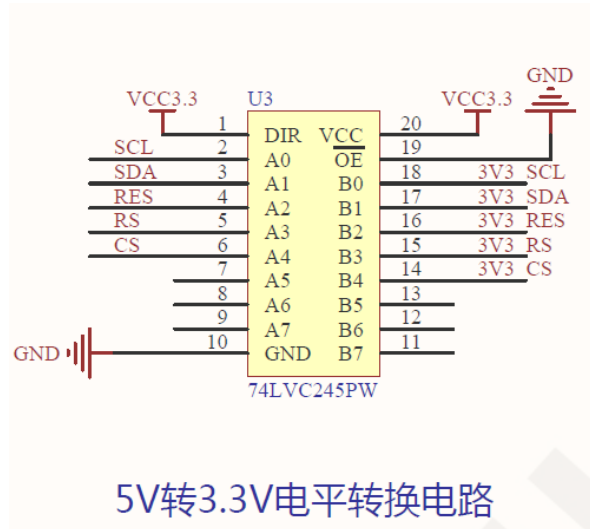 GND
VCC3.3 U3 VCC3.3
1 DIR VCC 20
SCL 2 A0 OE 19
SDA 3 A1 B0 18 3V3 SCL
RES 4 A2 B1 17 3V3 SDA
RS 5 A3 B2 16 3V3 RES
CS 6 A4 B3 15 3V3 RS
7 A5 B4 14 3V3 CS
8 A6 B5 13
9 A7 B6 12
GND 10 GND B7 11
74LVC245PW
5V转3.3V电平转换电路